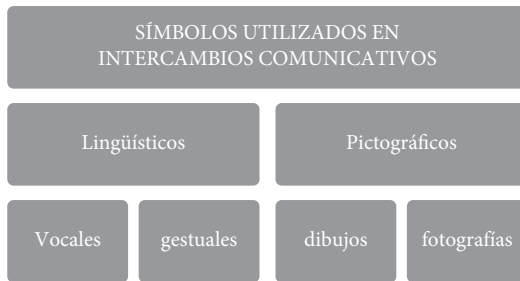 SÍMBOLOS UTILIZADOS EN
INTERCAMBIOS COMUNICATIVOS
Lingüísticos
Pictográficos
Vocales
gestuales
dibujos
fotografías